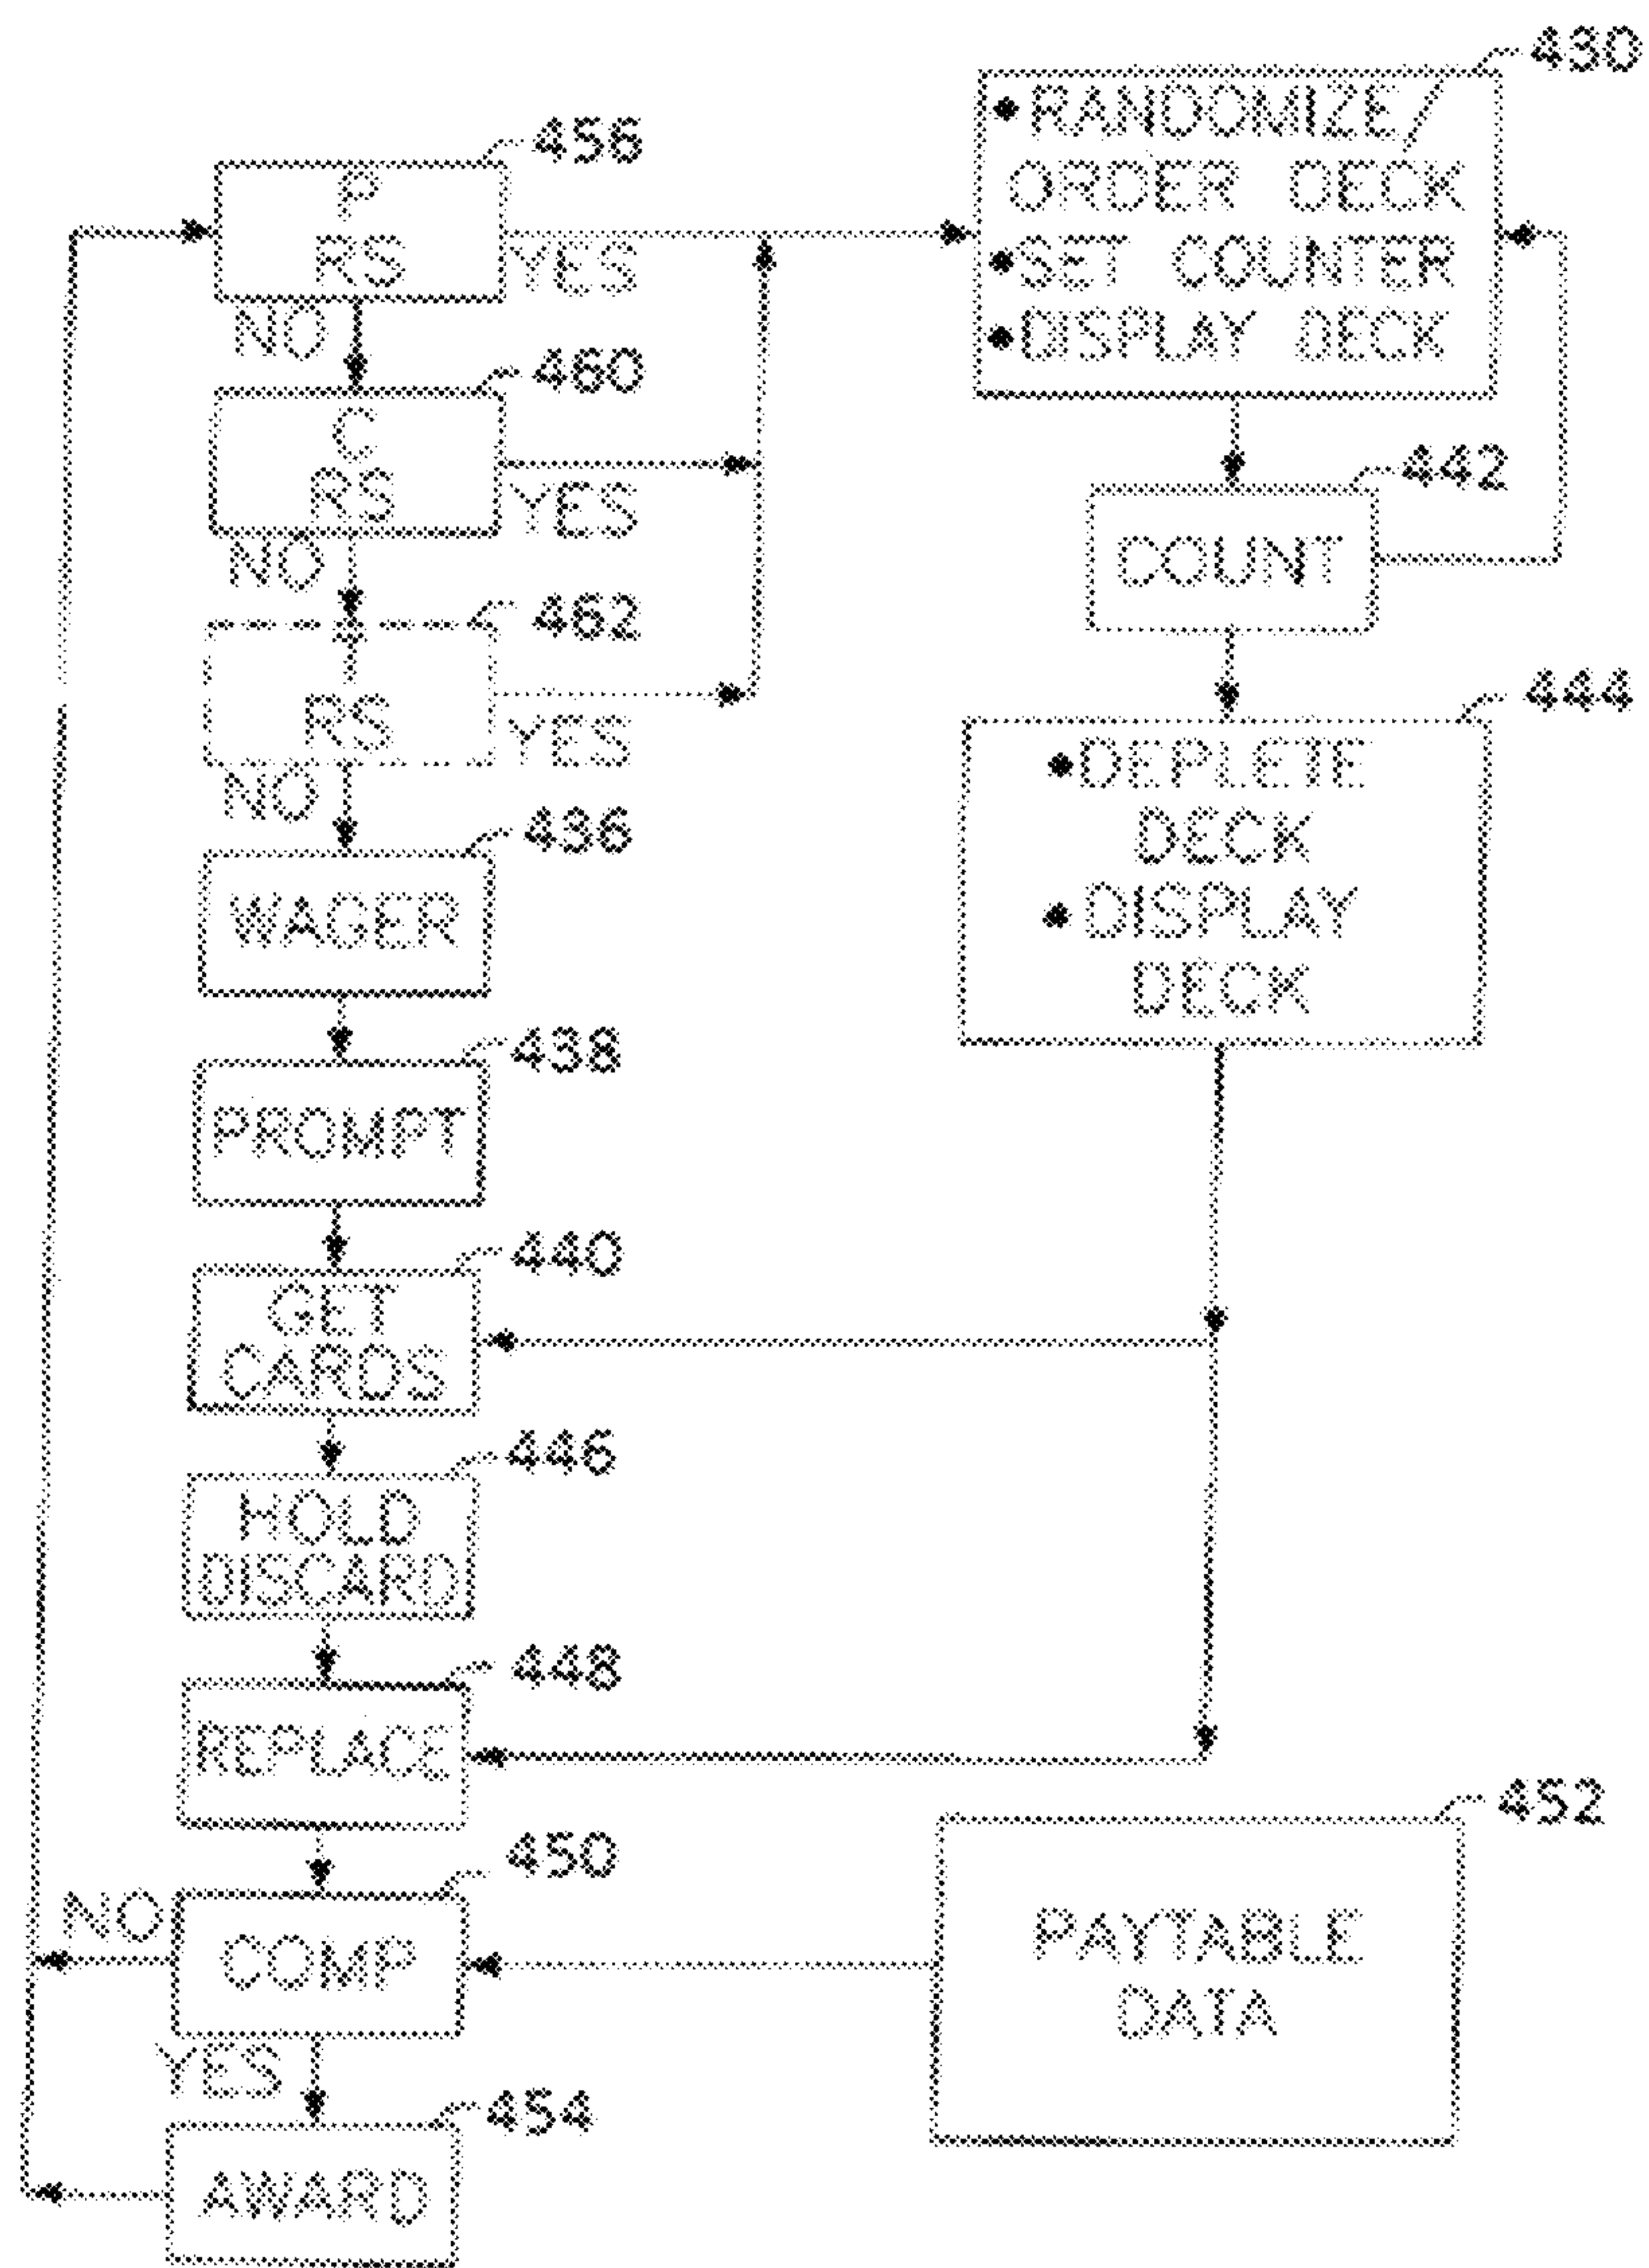 430
• RANDOMIZE/
ORDER DECK
• SET COUNTER
• DISPLAY DECK
456
P
RS
YES
NO
460
C
RS
YES
NO
462
RS
YES
NO
442
COUNT
444
• DEPLETE
DECK
• DISPLAY
DECK
436
WAGER
438
PROMPT
440
GET
CARDS
446
HOLD
DISCARD
448
REPLACE
450
NO
COMP
YES
452
PAYTABLE
DATA
454
AWARD